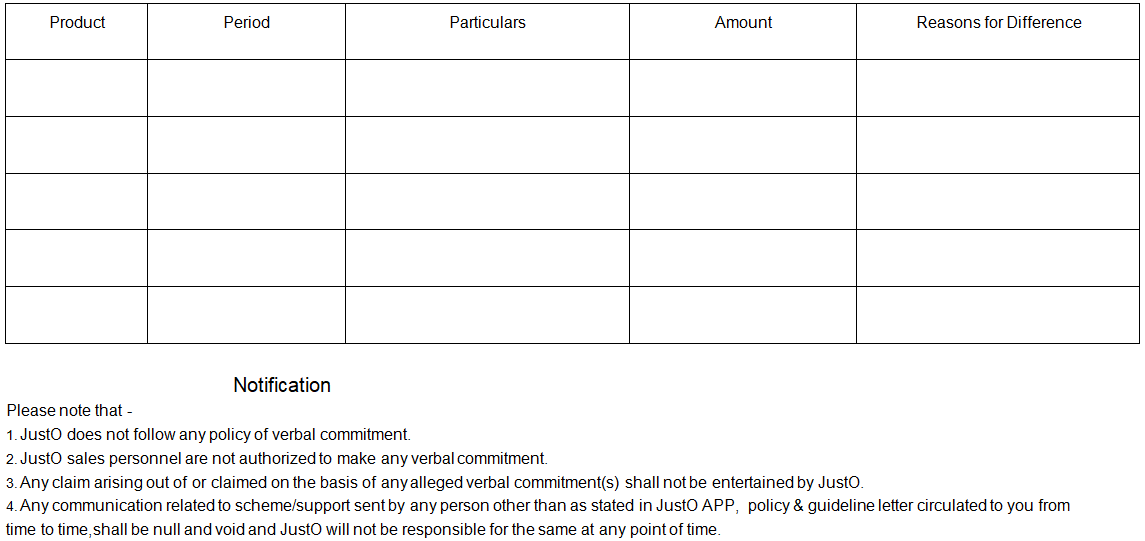 Product Period Particulars Amount Reasons for Difference
Notification
Please note that -
1. JustO does not follow any policy of verbal commitment.
2. JustO sales personnel are not authorized to make any verbal commitment.
3. Any claim arising out of or claimed on the basis of any alleged verbal commitment(s) shall not be entertained by JustO.
4. Any communication related to scheme/support sent by any person other than as stated in JustO APP, policy & guideline letter circulated to you from
time to time,shall be null and void and JustO will not be responsible for the same at any point of time.